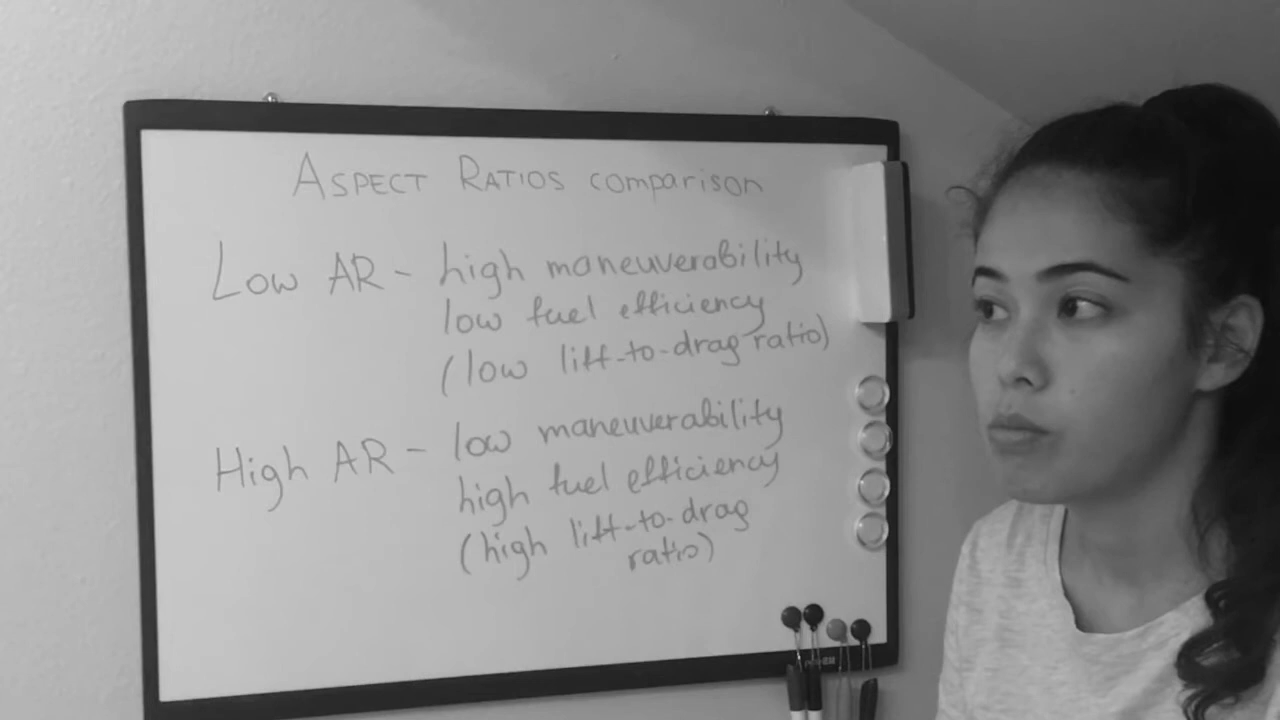 ASPECT RATIOS comparison
Low AR - high maneuverability
low fuel efficiency
(low lift-to-drag ratio)
High AR - low maneuverability
high fuel efficiency
(high lift-to-drag
ratio)